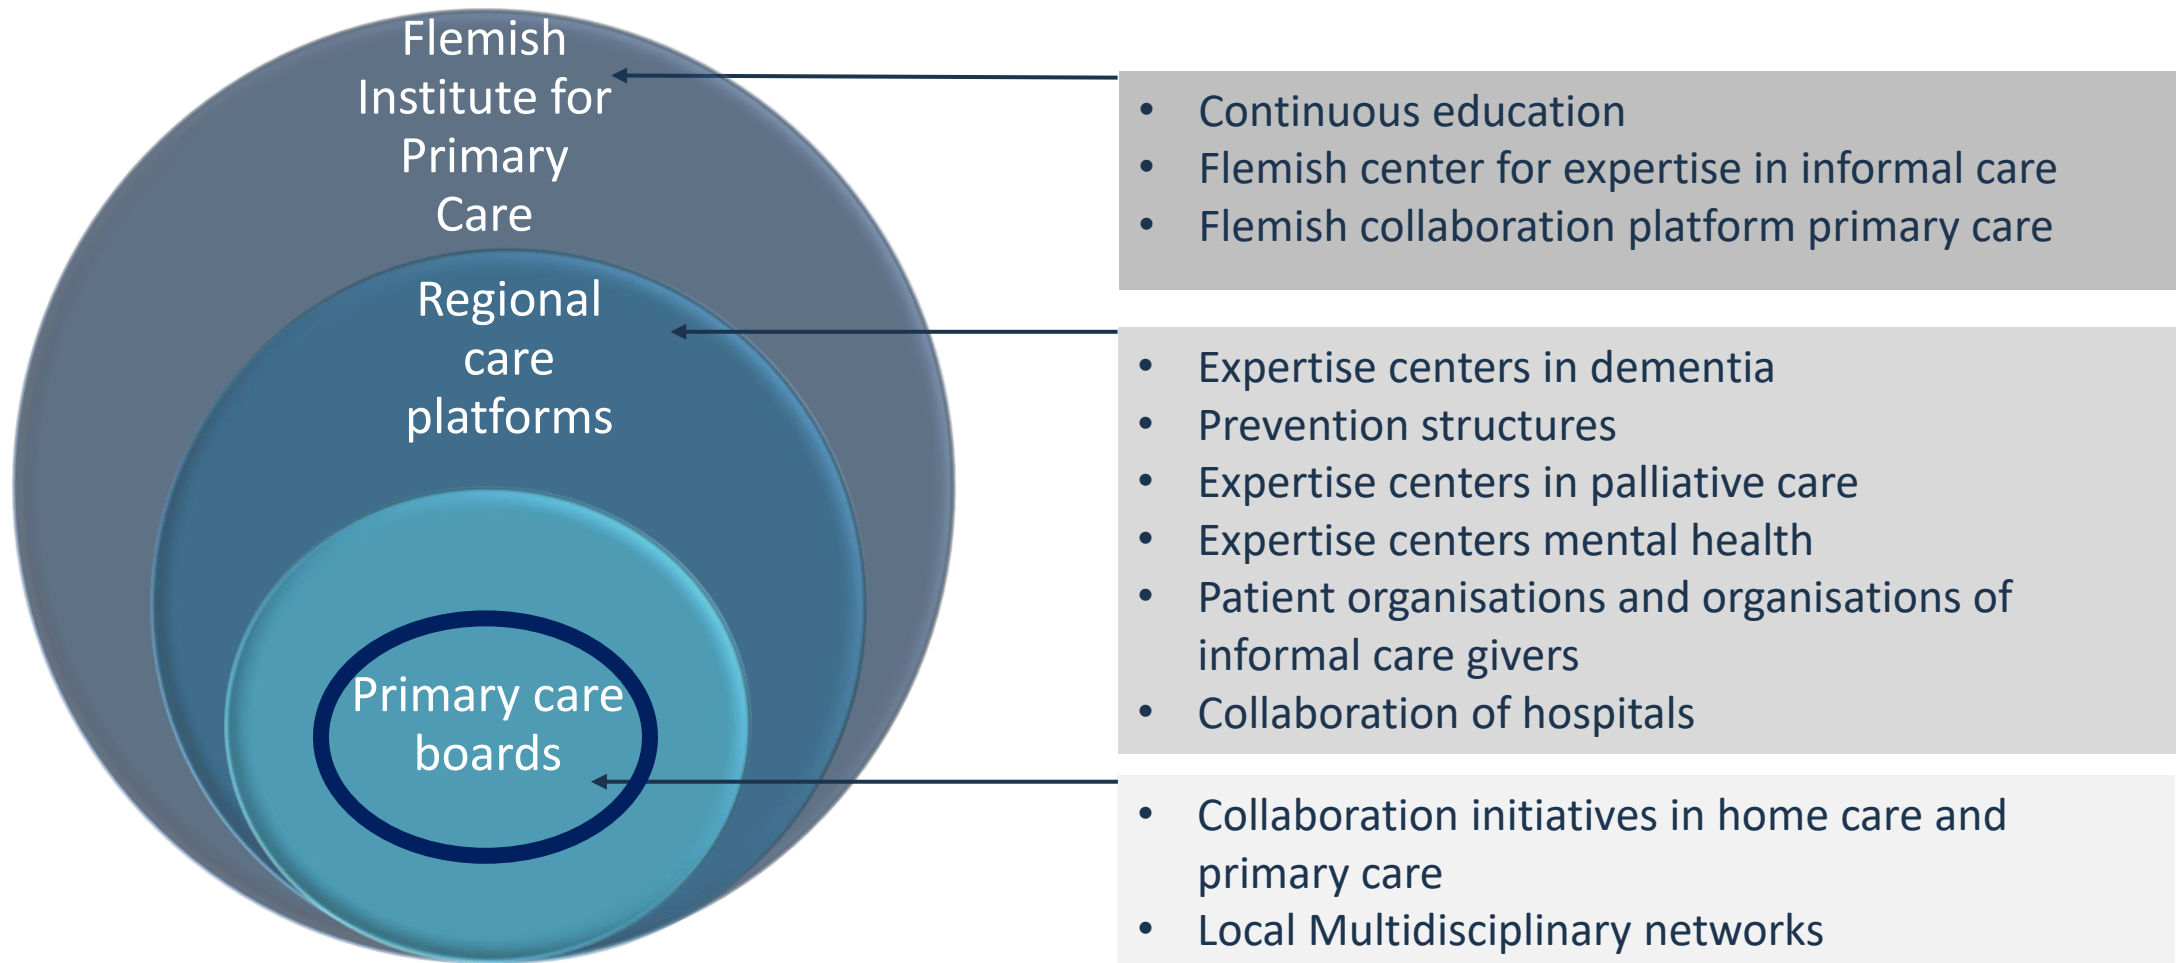 Flemish
Institute for
Primary
Care
Regional
care
platforms
Primary care
boards
• Continuous education
• Flemish center for expertise in informal care
• Flemish collaboration platform primary care
• Expertise centers in dementia
• Prevention structures
• Expertise centers in palliative care
• Expertise centers mental health
• Patient organisations and organisations of
informal care givers
• Collaboration of hospitals
• Collaboration initiatives in home care and
primary care
• Local Multidisciplinary networks